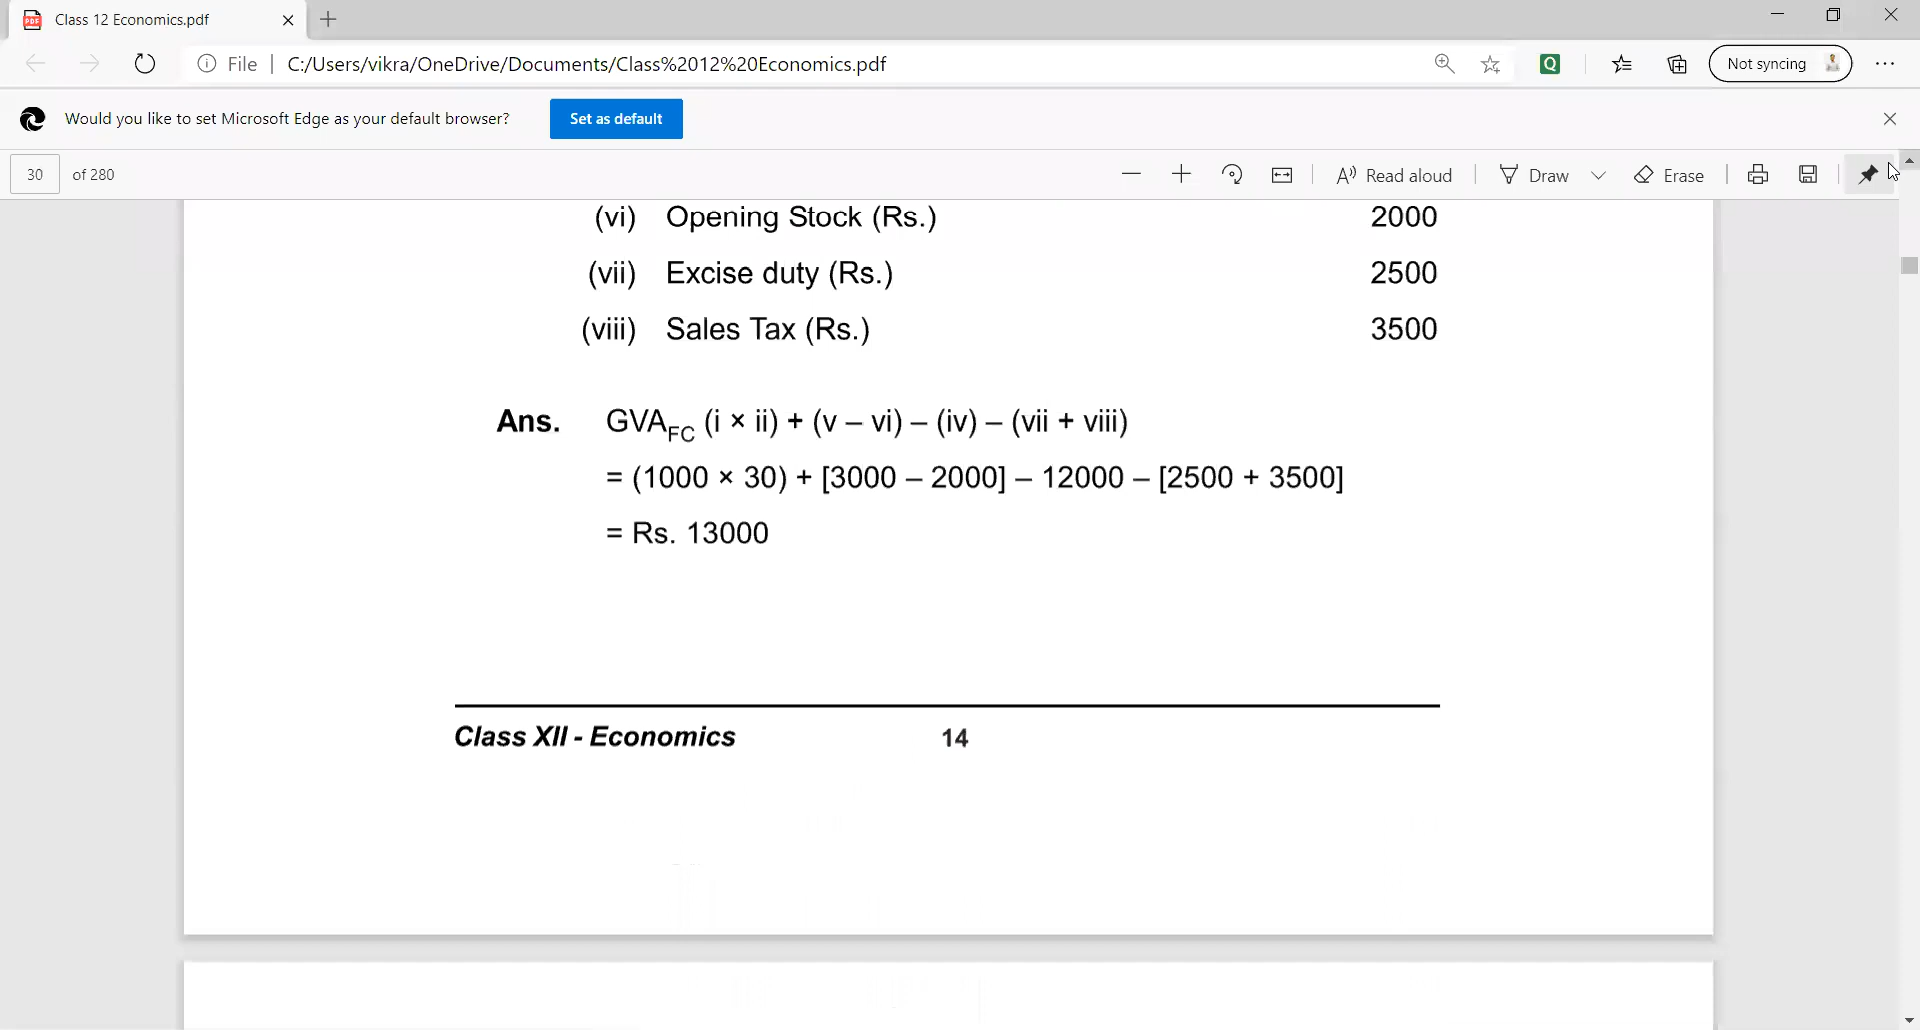 Class 12 Economics.pdf
File | C:/Users/vikra/OneDrive/Documents/Class%2012%20Economics.pdf
Not syncing
Would you like to set Microsoft Edge as your default browser?
Set as default
30 of 280
Read aloud
Draw
Erase
(vi) Opening Stock (Rs.) 2000
(vii) Excise duty (Rs.) 2500
(viii) Sales Tax (Rs.) 3500
Ans. GVAFC (i × ii) + (v – vi) – (iv) – (vii + viii)
= (1000 × 30) + [3000 – 2000] – 12000 – [2500 + 3500]
= Rs. 13000
Class XII - Economics 14